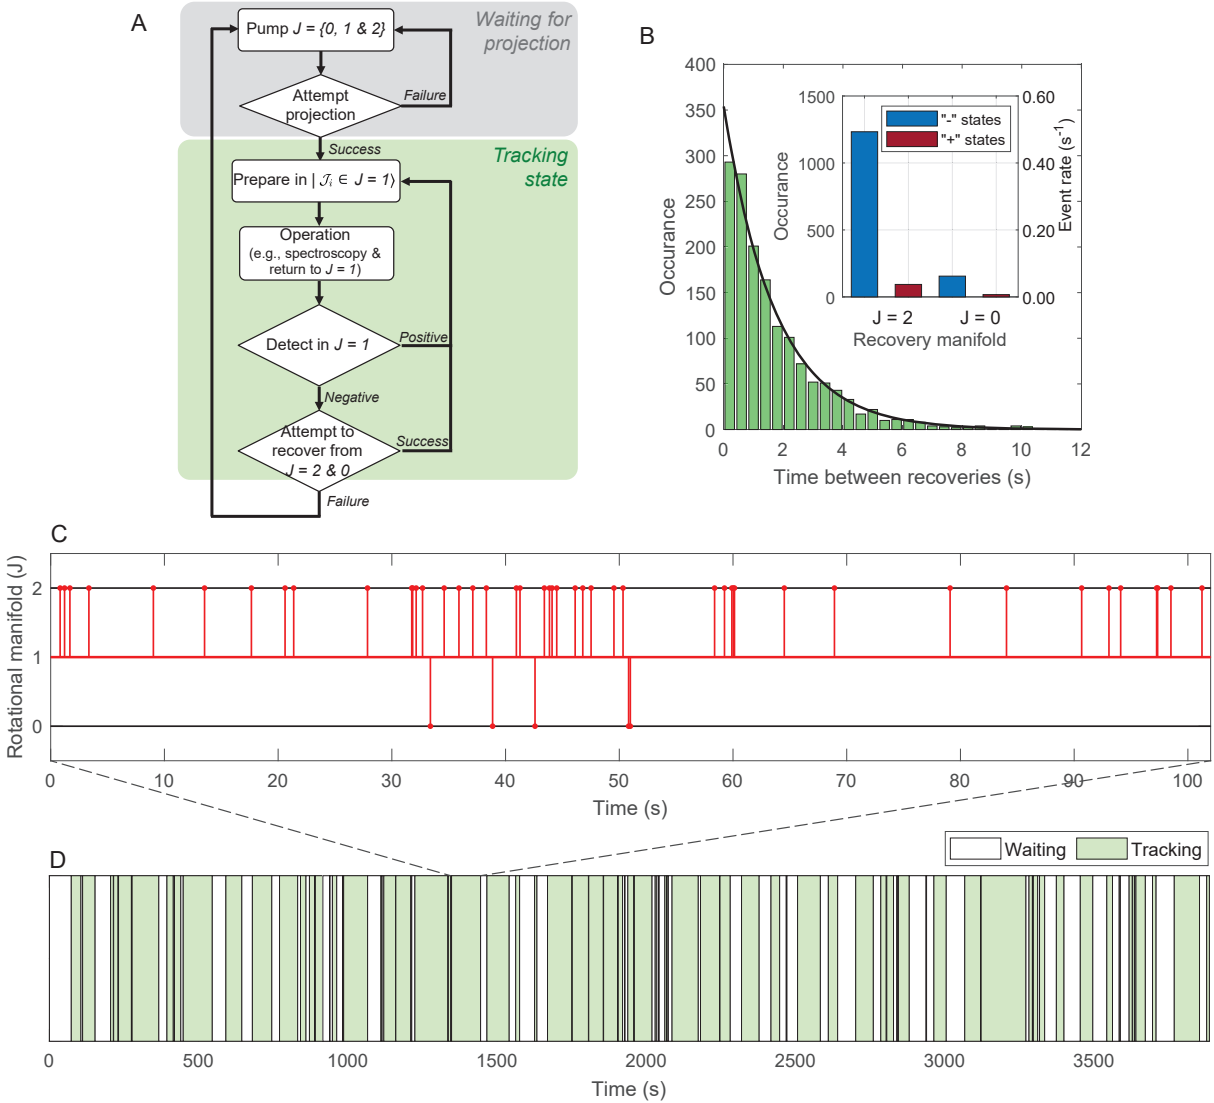 A
Waiting for
projection
Pump J = {0, 1 & 2}
Attempt
projection
Failure
Success
Tracking
state
Prepare in | 𝒥ᵢ ∈ J = 1⟩
Operation
(e.g., spectroscopy &
return to J = 1)
Detect in J = 1
Positive
Negative
Attempt to
recover from
J = 2 & 0
Success
Failure
B
400
350
300
250
200
150
100
50
0
Occurance
0 2 4 6 8 10 12
Time between recoveries (s)
1500
1000
500
0
Occurance
"-" states
"+" states
0.60
0.40
0.20
0.00
Event rate (s⁻¹)
J = 2 J = 0
Recovery manifold
C
Rotational manifold (J)
2
1
0
0 10 20 30 40 50 60 70 80 90 100
Time (s)
D
Waiting Tracking
0 500 1000 1500 2000 2500 3000 3500
Time (s)